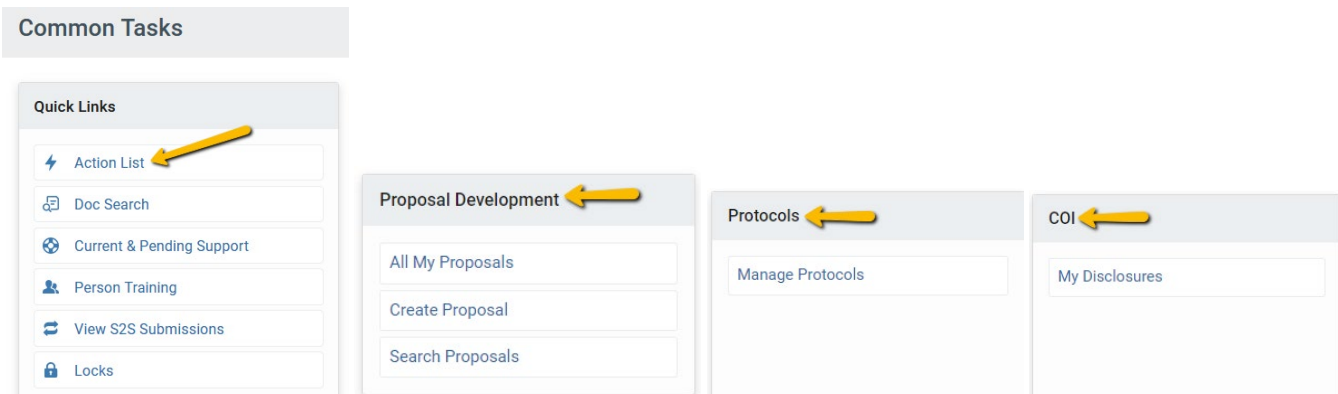 Common Tasks
Quick Links
Action List
Doc Search
Current & Pending Support
Person Training
View S2S Submissions
Locks
Proposal Development
All My Proposals
Create Proposal
Search Proposals
Protocols
Manage Protocols
COI
My Disclosures